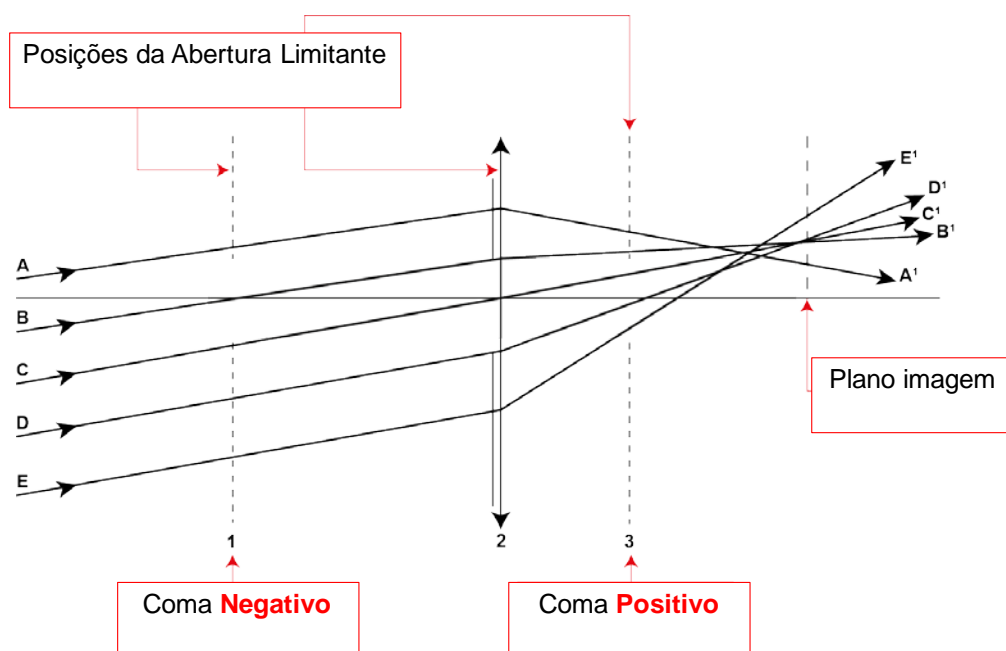 Posições da Abertura Limitante
E¹
D¹
C¹
B¹
A¹
A
B
C
D
E
Plano imagem
1
2
3
Coma Negativo
Coma Positivo